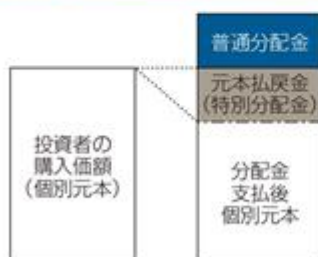 普通分配金
元本払戻金
(特別分配金)
投資者の
購入価額
(個別元本)
分配金
支払後
個別元本